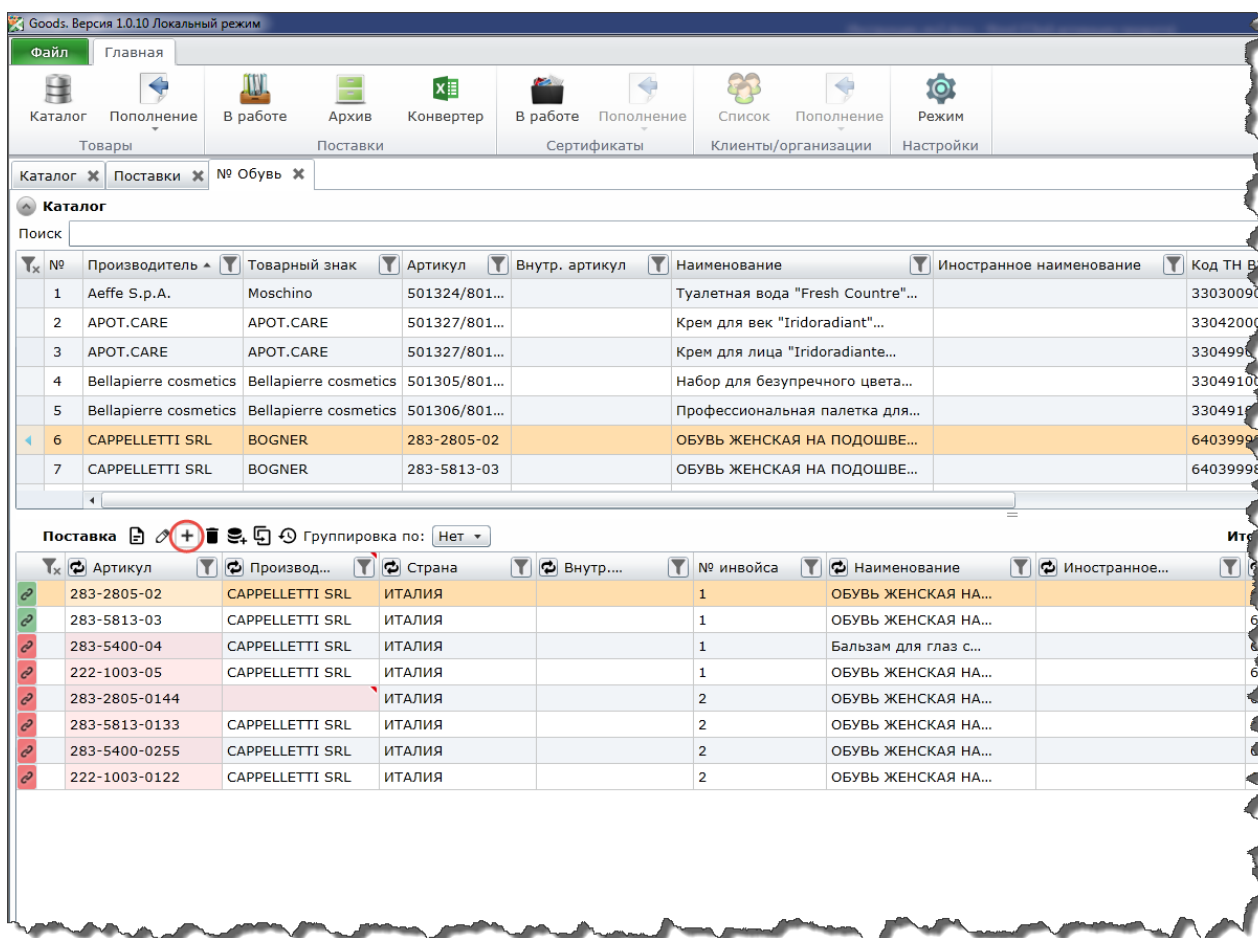 Goods. Версия 1.0.10 Локальный режим
Файл Главная
Каталог Пополнение В работе Архив Конвертер В работе Пополнение Список Пополнение Режим
Товары Поставки Сертификаты Клиенты/организации Настройки
Каталог Поставки № Обувь
Каталог
Поиск
№ Производитель Товарный знак Артикул Внутр. артикул Наименование Иностранное наименование Код ТН В
1 Aeffe S.p.A. Moschino 501324/801... Туалетная вода "Fresh Countre"... 3303009
2 APOT.CARE APOT.CARE 501327/801... Крем для век "Iridoradiant"... 3304200
3 APOT.CARE APOT.CARE 501327/801... Крем для лица "Iridoradiante... 330499
4 Bellapierre cosmetics Bellapierre cosmetics 501305/801... Набор для безупречного цвета... 3304910
5 Bellapierre cosmetics Bellapierre cosmetics 501306/801... Профессиональная палетка для... 330491
6 CAPPELLETTI SRL BOGNER 283-2805-02 ОБУВЬ ЖЕНСКАЯ НА ПОДОШВЕ... 6403999
7 CAPPELLETTI SRL BOGNER 283-5813-03 ОБУВЬ ЖЕНСКАЯ НА ПОДОШВЕ... 6403999
Поставка Группировка по: Нет Ит
Артикул Производ... Страна Внутр.... № инвойса Наименование Иностранное...
283-2805-02 CAPPELLETTI SRL ИТАЛИЯ 1 ОБУВЬ ЖЕНСКАЯ НА...
283-5813-03 CAPPELLETTI SRL ИТАЛИЯ 1 ОБУВЬ ЖЕНСКАЯ НА...
283-5400-04 CAPPELLETTI SRL ИТАЛИЯ 1 Бальзам для глаз с...
222-1003-05 CAPPELLETTI SRL ИТАЛИЯ 1 ОБУВЬ ЖЕНСКАЯ НА...
283-2805-0144 ИТАЛИЯ 2 ОБУВЬ ЖЕНСКАЯ НА...
283-5813-0133 CAPPELLETTI SRL ИТАЛИЯ 2 ОБУВЬ ЖЕНСКАЯ НА...
283-5400-0255 CAPPELLETTI SRL ИТАЛИЯ 2 ОБУВЬ ЖЕНСКАЯ НА...
222-1003-0122 CAPPELLETTI SRL ИТАЛИЯ 2 ОБУВЬ ЖЕНСКАЯ НА...